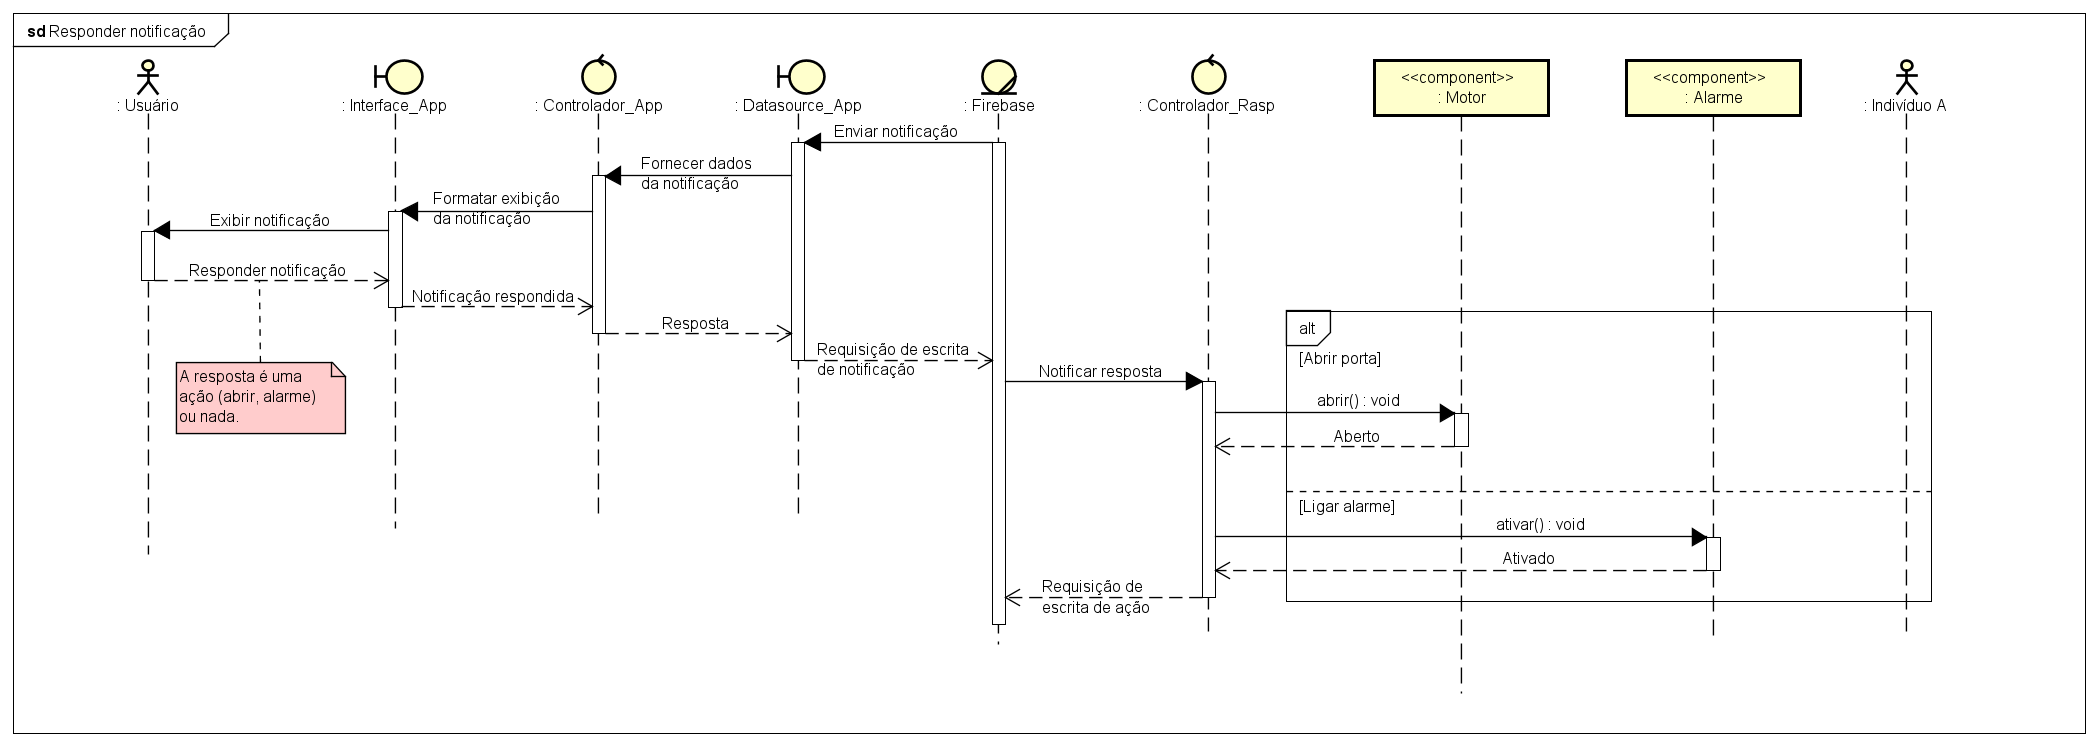 sd Responder notificação
: Usuário
: Interface_App
: Controlador_App
: Datasource_App
: Firebase
: Controlador_Rasp
<<component>>
: Motor
<<component>>
: Alarme
: Indivíduo A
Enviar notificação
Fornecer dados
da notificação
Formatar exibição
da notificação
Exibir notificação
Responder notificação
Notificação respondida
Resposta
Requisição de escrita
de notificação
A resposta é uma
ação (abrir, alarme)
ou nada.
Notificar resposta
alt
[Abrir porta]
abrir() : void
Aberto
[Ligar alarme]
ativar() : void
Ativado
Requisição de
escrita de ação